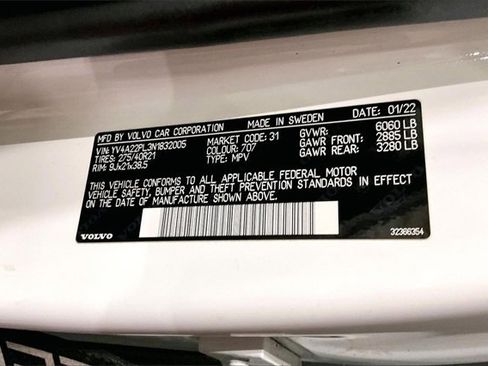 MFD BY VOLVO CAR CORPORATION MADE IN SWEDEN DATE: 01/22
VIN: YV4A22PL3N1832005 MARKET CODE: 31 GVWR: 6060 LB
TIRES: 275/40R21 COLOUR: 707 GAWR FRONT: 2885 LB
RIM: 9Jx21x38.5 TYPE: MPV GAWR REAR: 3280 LB
THIS VEHICLE CONFORMS TO ALL APPLICABLE FEDERAL MOTOR
VEHICLE SAFETY, BUMPER AND THEFT PREVENTION STANDARDS IN EFFECT
ON THE DATE OF MANUFACTURE SHOWN ABOVE.
VOLVO 32366354